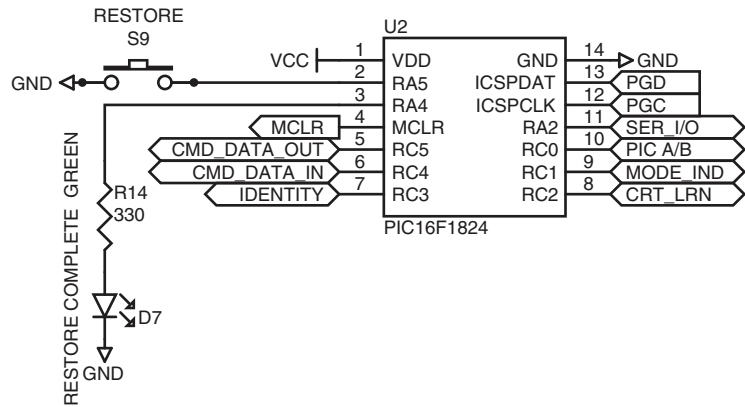 RESTORE
S9
U2
VCC 1 VDD GND 14 GND
GND 2 RA5 ICSPDAT 13 PGD
3 RA4 ICSPCLK 12 PGC
MCLR 4 MCLR RA2 11 SER_I/O
CMD_DATA_OUT 5 RC5 RC0 10 PIC A/B
CMD_DATA_IN 6 RC4 RC1 9 MODE_IND
IDENTITY 7 RC3 RC2 8 CRT_LRN
PIC16F1824
RESTORE COMPLETE GREEN
R14
330
D7
GND